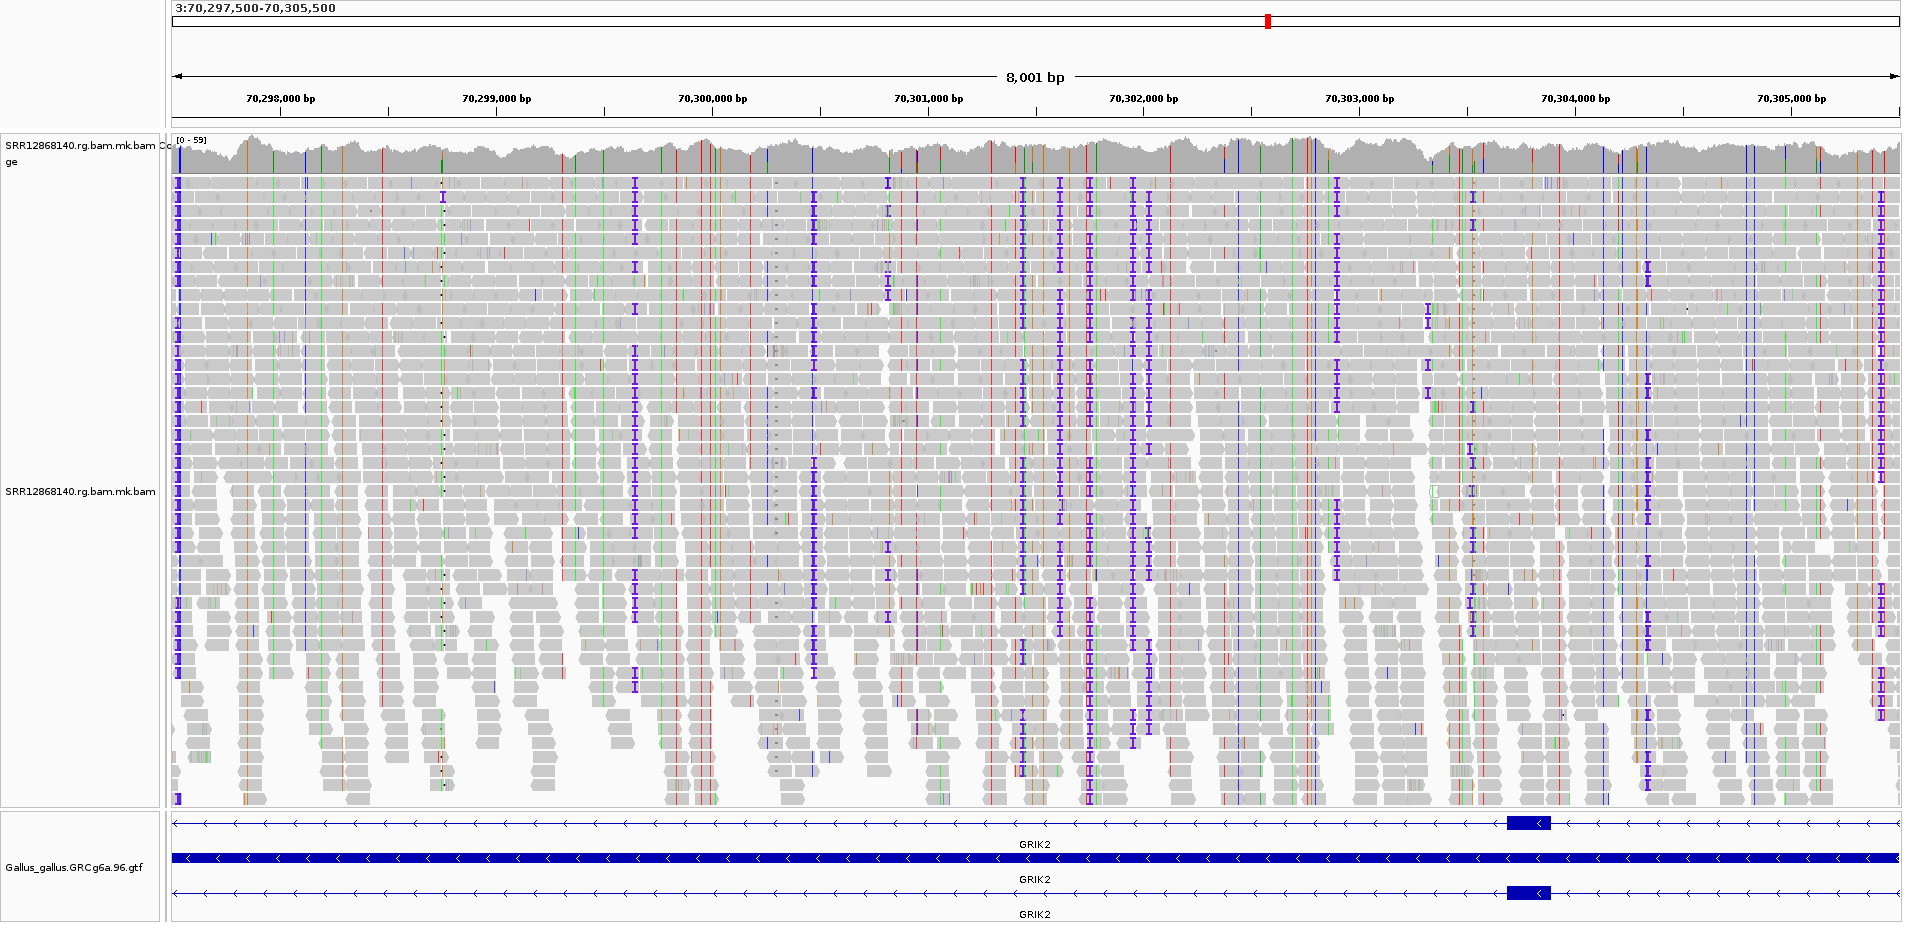 3:70,297,500-70,305,500
8,001 bp
70,298,000 bp 70,299,000 bp 70,300,000 bp 70,301,000 bp 70,302,000 bp 70,303,000 bp 70,304,000 bp 70,305,000 bp
[0 - 59]
SRR12868140.rg.bam.mk.bam Co
ge
SRR12868140.rg.bam.mk.bam
GRIK2
Gallus_gallus.GRCg6a.96.gtf
GRIK2
GRIK2